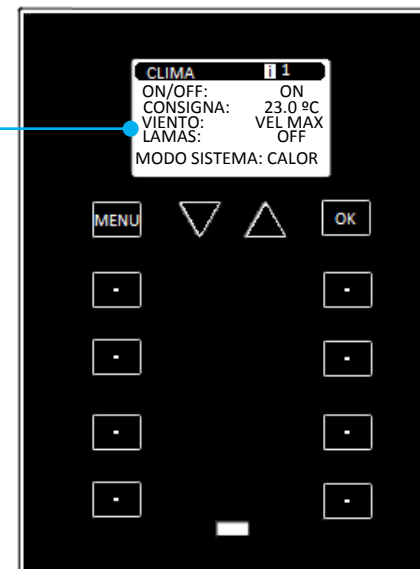 CLIMA i 1
ON/OFF: ON
CONSIGNA: 23.0 ºC
VIENTO: VEL MAX
LAMAS: OFF
MODO SISTEMA: CALOR
MENU OK